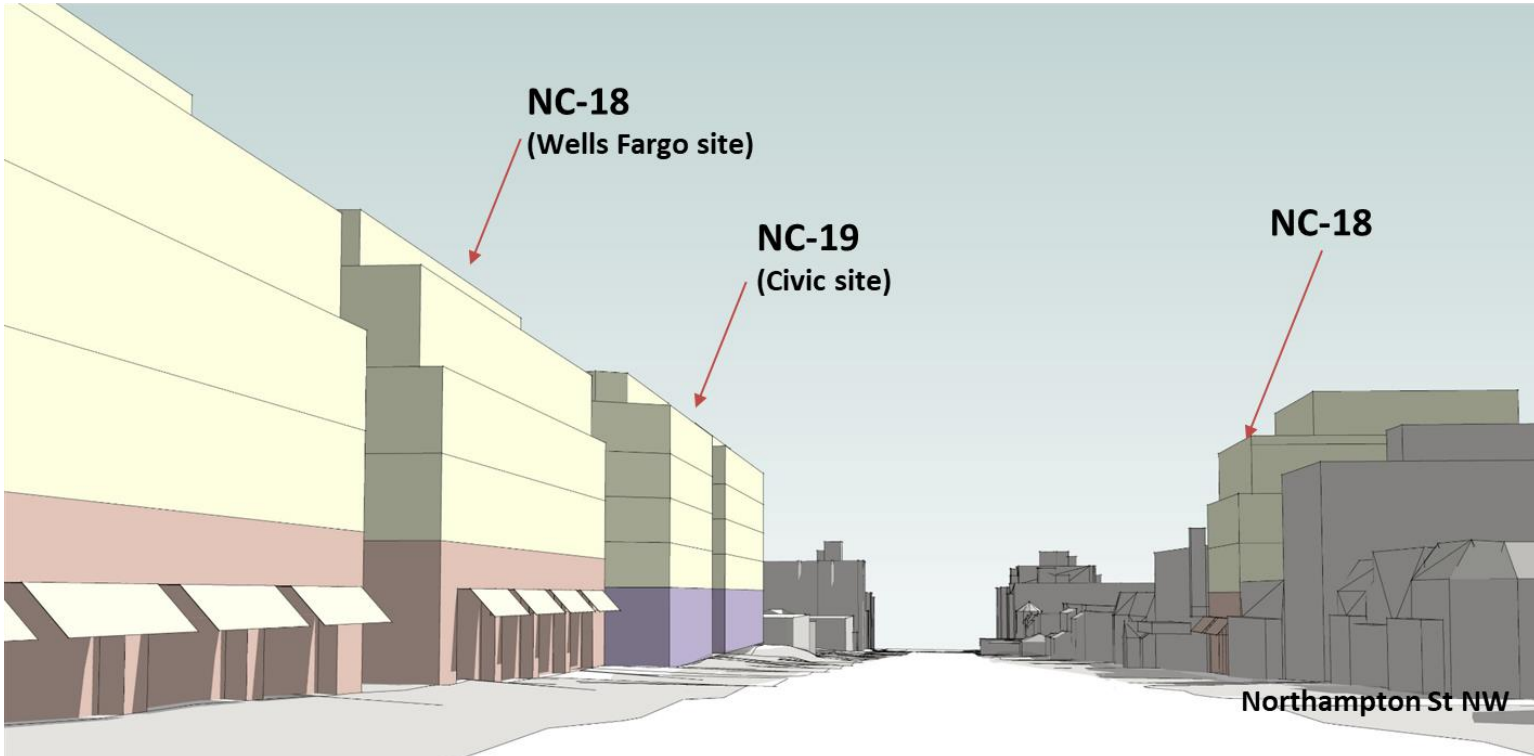 NC-18
(Wells Fargo site)
NC-19
(Civic site)
NC-18
Northampton St NW